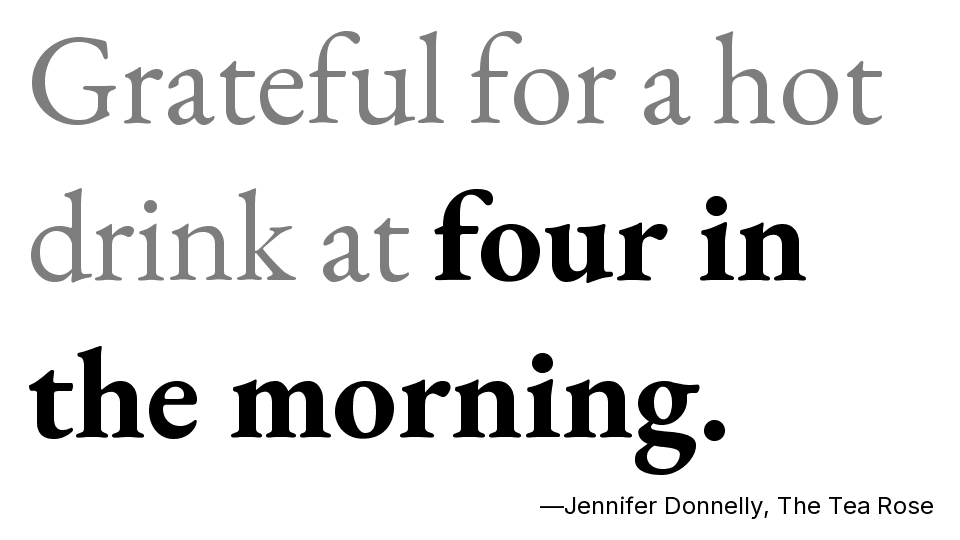 Grateful for a hot
drink at four in
the morning.
—Jennifer Donnelly, The Tea Rose